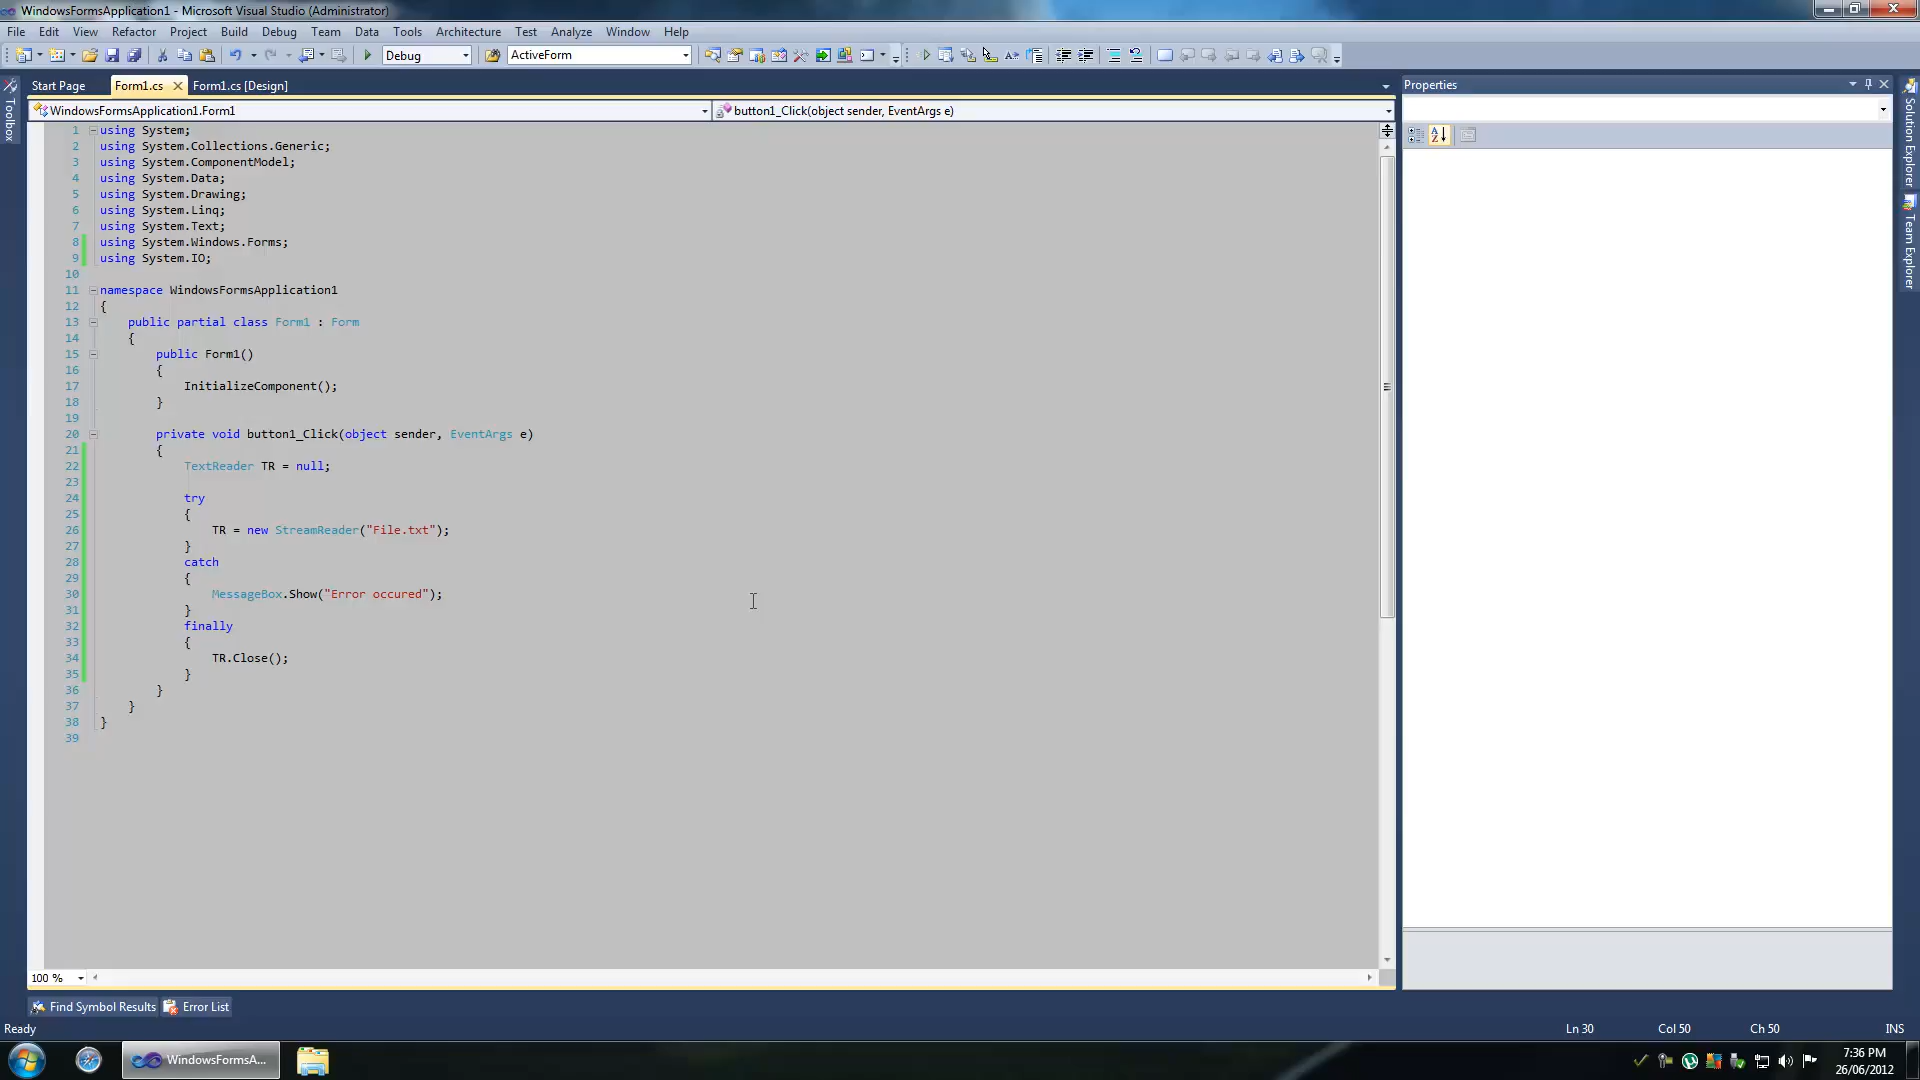 WindowsFormsApplication1 - Microsoft Visual Studio (Administrator)
File Edit View Refactor Project Build Debug Team Data Tools Architecture Test Analyze Window Help
Debug ActiveForm
Start Page Form1.cs Form1.cs [Design]
Properties
WindowsFormsApplication1.Form1 button1_Click(object sender, EventArgs e)
Toolbox
Solution Explorer
Team Explorer
1 using System;
2 using System.Collections.Generic;
3 using System.ComponentModel;
4 using System.Data;
5 using System.Drawing;
6 using System.Linq;
7 using System.Text;
8 using System.Windows.Forms;
9 using System.IO;
10
11 namespace WindowsFormsApplication1
12 {
13 public partial class Form1 : Form
14 {
15 public Form1()
16 {
17 InitializeComponent();
18 }
19
20 private void button1_Click(object sender, EventArgs e)
21 {
22 TextReader TR = null;
23
24 try
25 {
26 TR = new StreamReader("File.txt");
27 }
28 catch
29 {
30 MessageBox.Show("Error occured");
31 }
32 finally
33 {
34 TR.Close();
35 }
36 }
37 }
38 }
39
100 %
Find Symbol Results Error List
Ready Ln 30 Col 50 Ch 50 INS
WindowsFormsA...
7:36 PM
26/06/2012